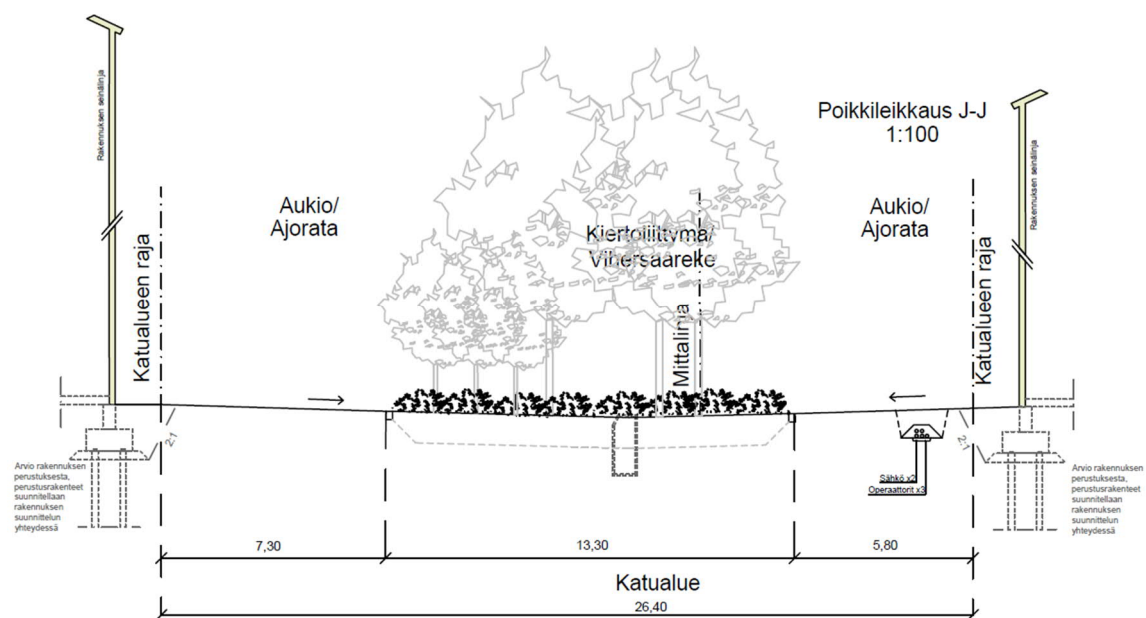 Rakennuksen seinälinja
Poikkileikkaus J-J
1:100
Rakennuksen seinälinja
Aukio/
Ajorata
Kiertoliittymä/
Vihersaareke
Aukio/
Ajorata
Katualueen raja
Mittalinja
Katualueen raja
2:1
2:1
Arvio rakennuksen
perustuksesta,
perustusrakenteet
suunnitellaan
rakennuksen
suunnittelun
yhteydessä
Sähkö x2
Operaattorit x3
Arvio rakennuksen
perustuksesta,
perustusrakenteet
suunnitellaan
rakennuksen
suunnittelun
yhteydessä
7,30
13,30
5,80
Katualue
26,40